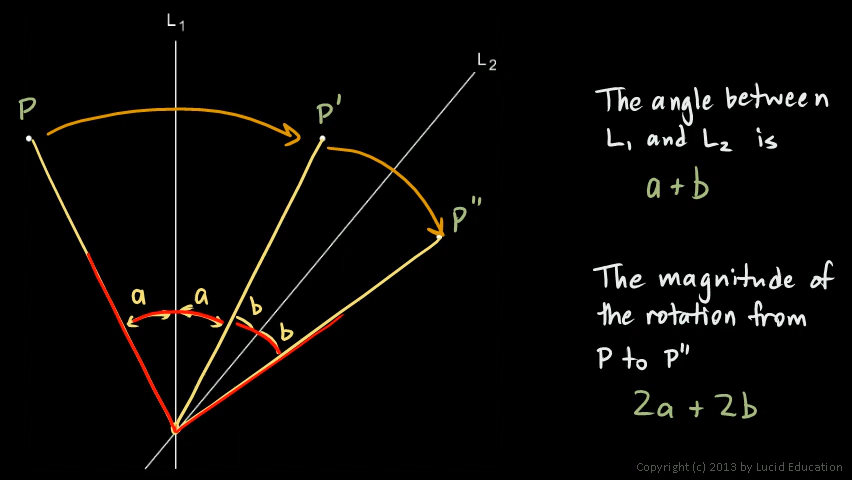 L₁
L₂
P
P'
P"
a
a
b
b
The angle between
L₁ and L₂ is
a + b
The magnitude of
the rotation from
P to P"
2a + 2b
Copyright (c) 2013 by Lucid Education